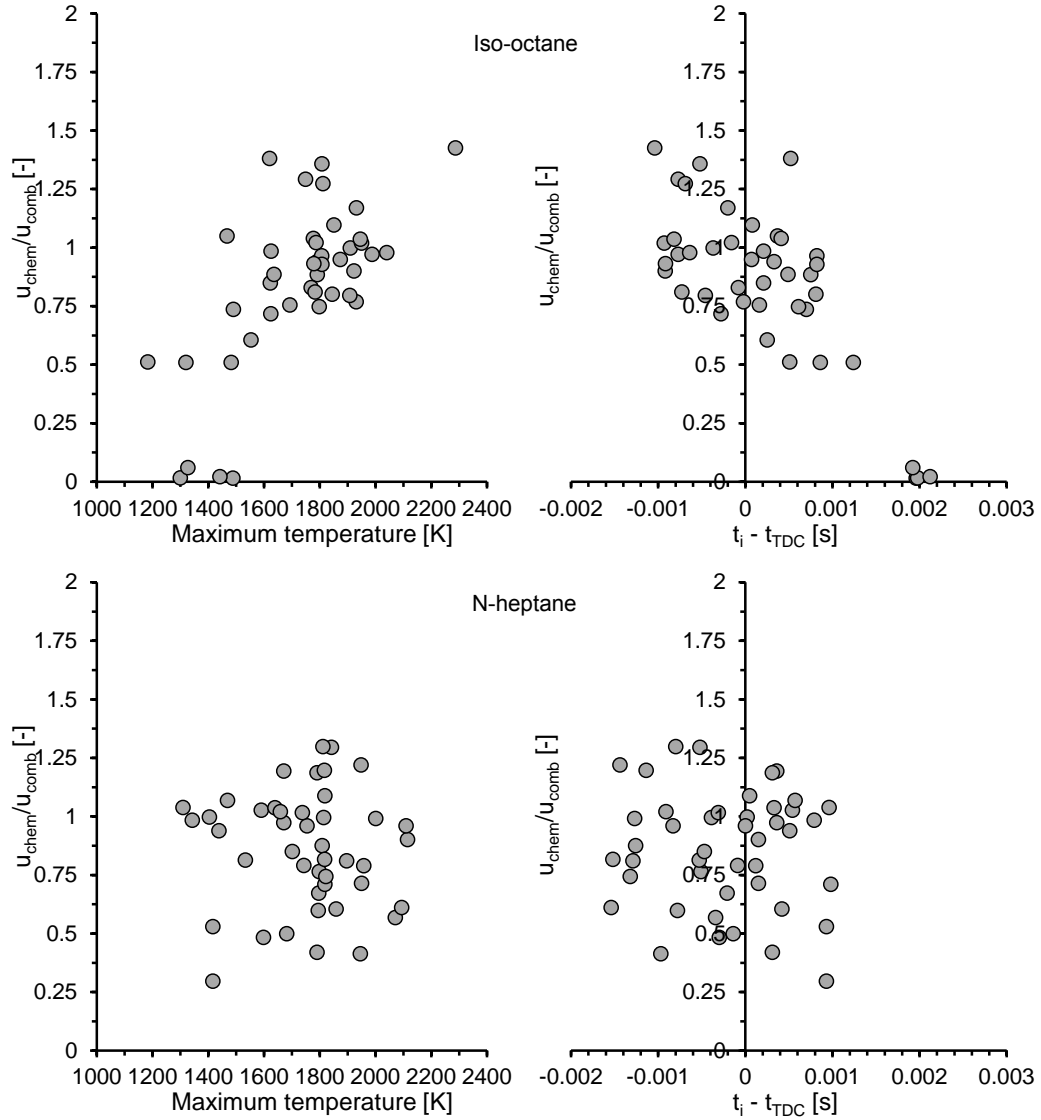 Iso-octane
u_chem/u_comb [-]
2
1.75
1.5
1.25
1
0.75
0.5
0.25
0
1000 1200 1400 1600 1800 2000 2200 2400
Maximum temperature [K]
u_chem/u_comb [-]
2
1.75
1.5
1.25
1
0.75
0.5
0.25
0
-0.002 -0.001 0 0.001 0.002 0.003
t_i - t_TDC [s]
N-heptane
u_chem/u_comb [-]
2
1.75
1.5
1.25
1
0.75
0.5
0.25
0
1000 1200 1400 1600 1800 2000 2200 2400
Maximum temperature [K]
u_chem/u_comb [-]
2
1.75
1.5
1.25
1
0.75
0.5
0.25
0
-0.002 -0.001 0 0.001 0.002 0.003
t_i - t_TDC [s]